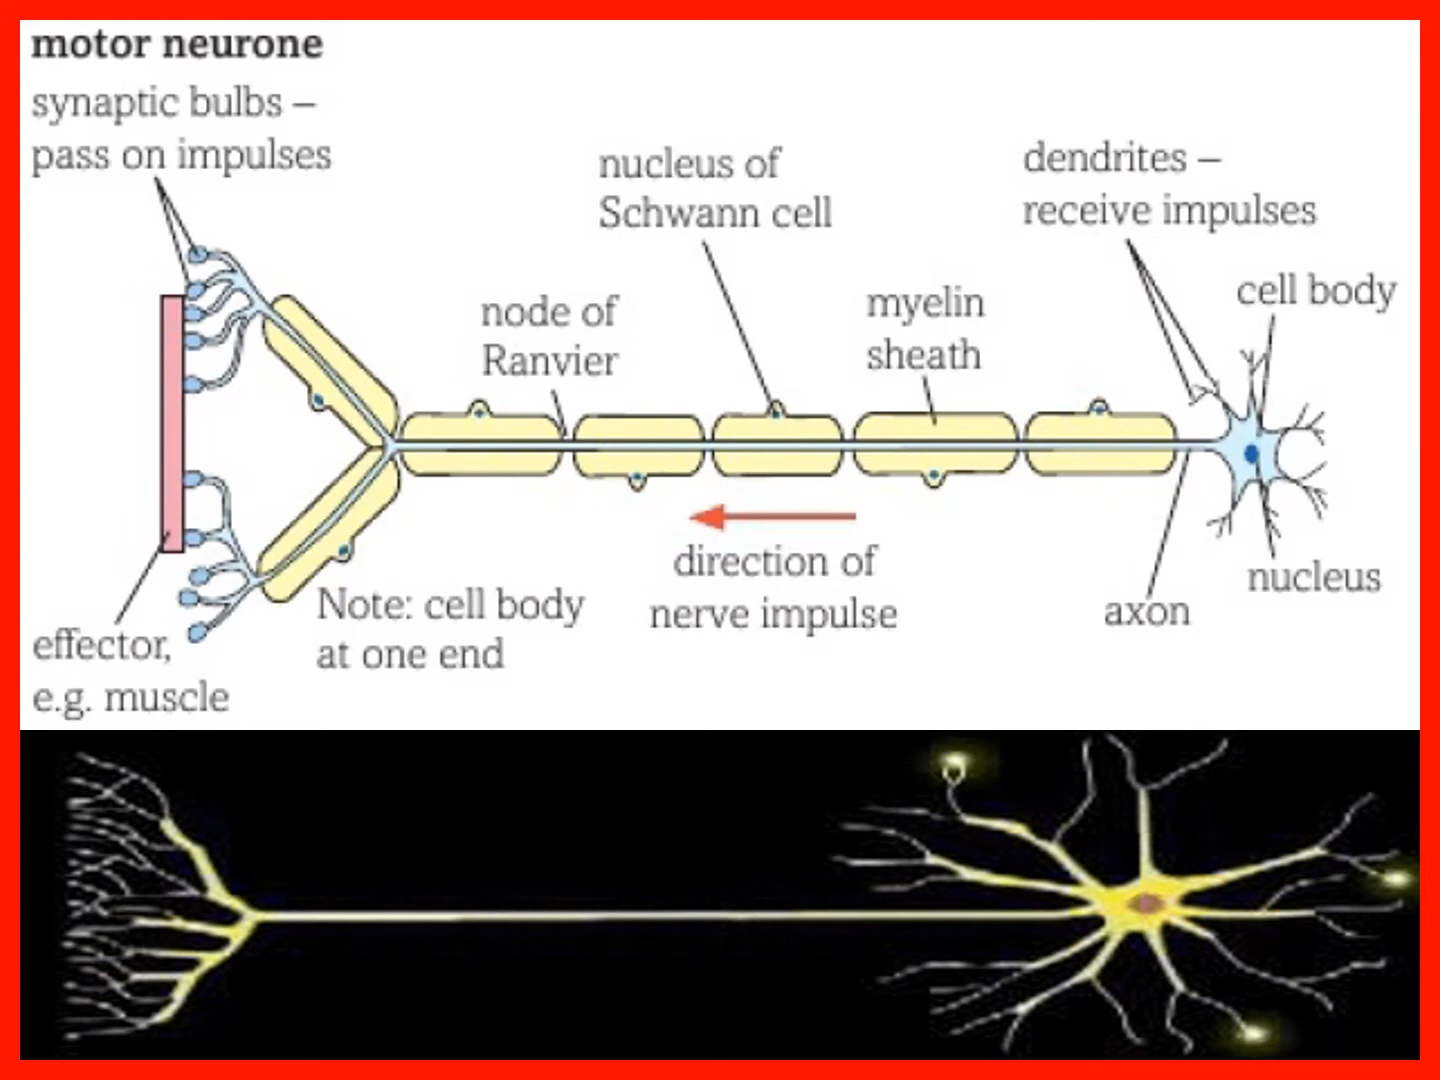 motor neurone
synaptic bulbs –
pass on impulses
nucleus of
Schwann cell
dendrites –
receive impulses
cell body
node of
Ranvier
myelin
sheath
direction of
nerve impulse
nucleus
axon
Note: cell body
at one end
effector,
e.g. muscle